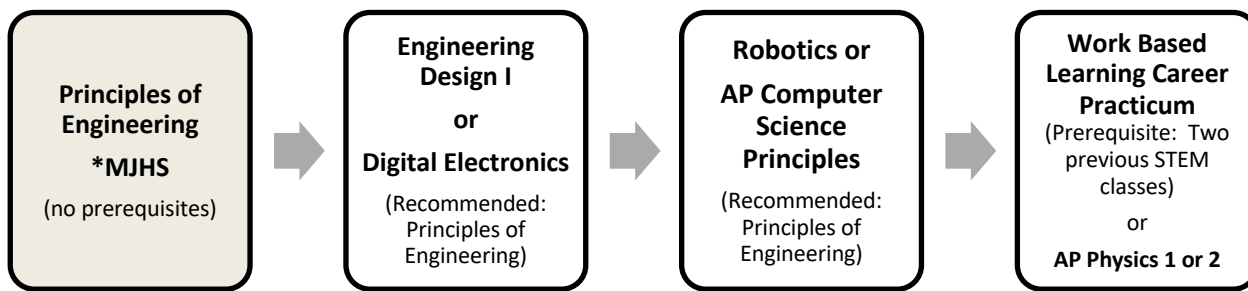 Principles of
Engineering
*MJHS
(no prerequisites)
Engineering
Design I
or
Digital Electronics
(Recommended:
Principles of
Engineering)
Robotics or
AP Computer
Science
Principles
(Recommended:
Principles of
Engineering)
Work Based
Learning Career
Practicum
(Prerequisite: Two
previous STEM
classes)
or
AP Physics 1 or 2